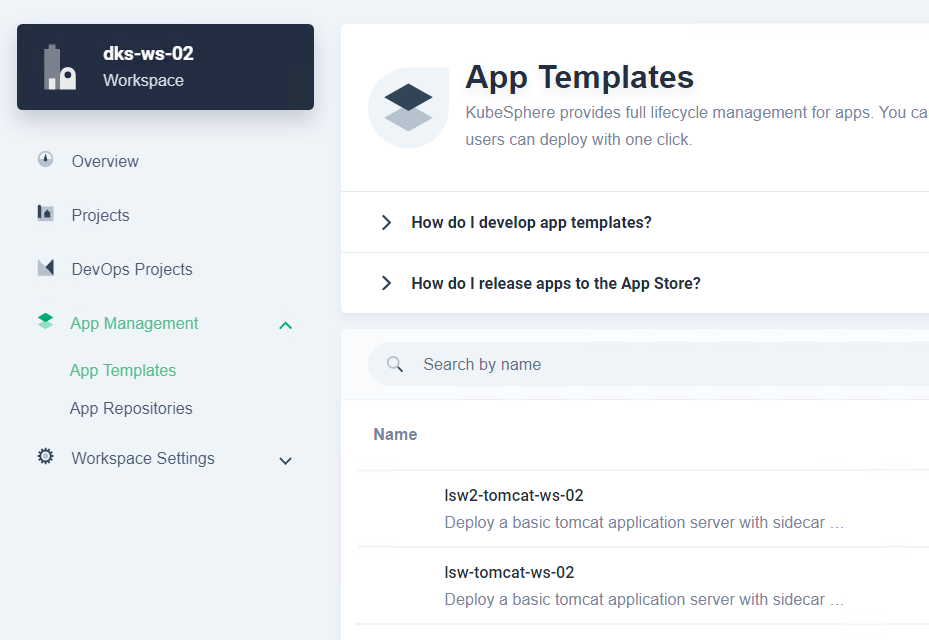 dks-ws-02
Workspace
Overview
Projects
DevOps Projects
App Management
App Templates
App Repositories
Workspace Settings
App Templates
KubeSphere provides full lifecycle management for apps. You ca
users can deploy with one click.
How do I develop app templates?
How do I release apps to the App Store?
Search by name
Name
lsw2-tomcat-ws-02
Deploy a basic tomcat application server with sidecar ...
lsw-tomcat-ws-02
Deploy a basic tomcat application server with sidecar ...